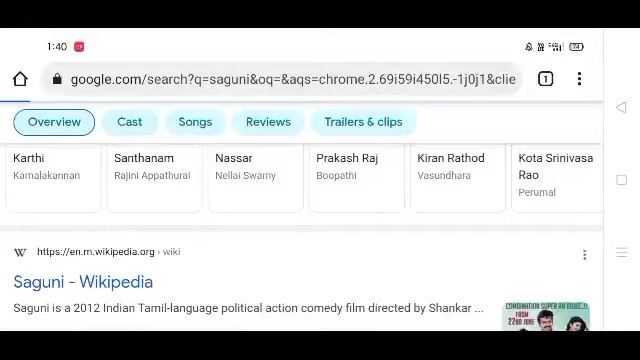 1:40
google.com/search?q=saguni&oq=&aqs=chrome.2.69i59i450l5.-1j0j1&clie
1
Overview
Cast
Songs
Reviews
Trailers & clips
Karthi
Kamalakannan
Santhanam
Rajini Appathurai
Nassar
Nellai Swamy
Prakash Raj
Boopathi
Kiran Rathod
Vasundhara
Kota Srinivasa
Rao
Perumal
W https://en.m.wikipedia.org › wiki
Saguni - Wikipedia
Saguni is a 2012 Indian Tamil-language political action comedy film directed by Shankar ...
FROM
22ND JUNE